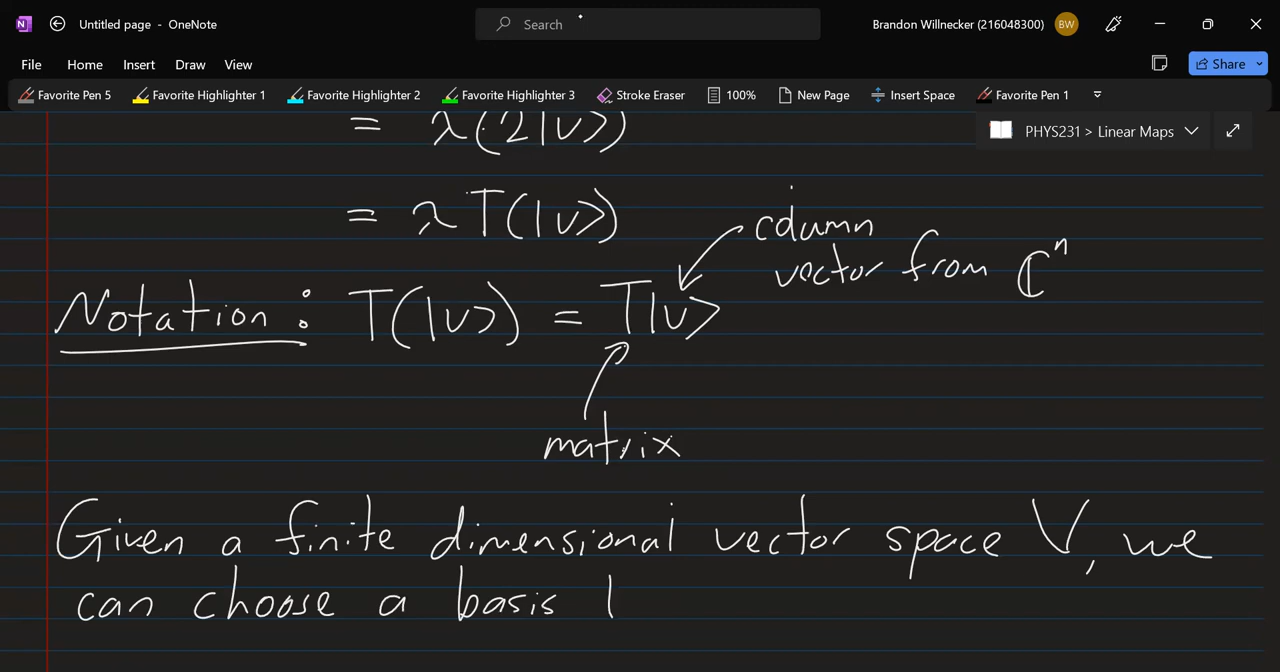 Untitled page - OneNote
Search
Brandon Willnecker (216048300)
BW
File Home Insert Draw View
Share
Favorite Pen 5 Favorite Highlighter 1 Favorite Highlighter 2 Favorite Highlighter 3 Stroke Eraser 100% New Page Insert Space Favorite Pen 1
PHYS231 > Linear Maps
= λ(2|v>)
= λT(|v>)
column
vector from ℂⁿ
Notation: T(|v>) = T|v>
matrix
Given a finite dimensional vector space V, we
can choose a basis |